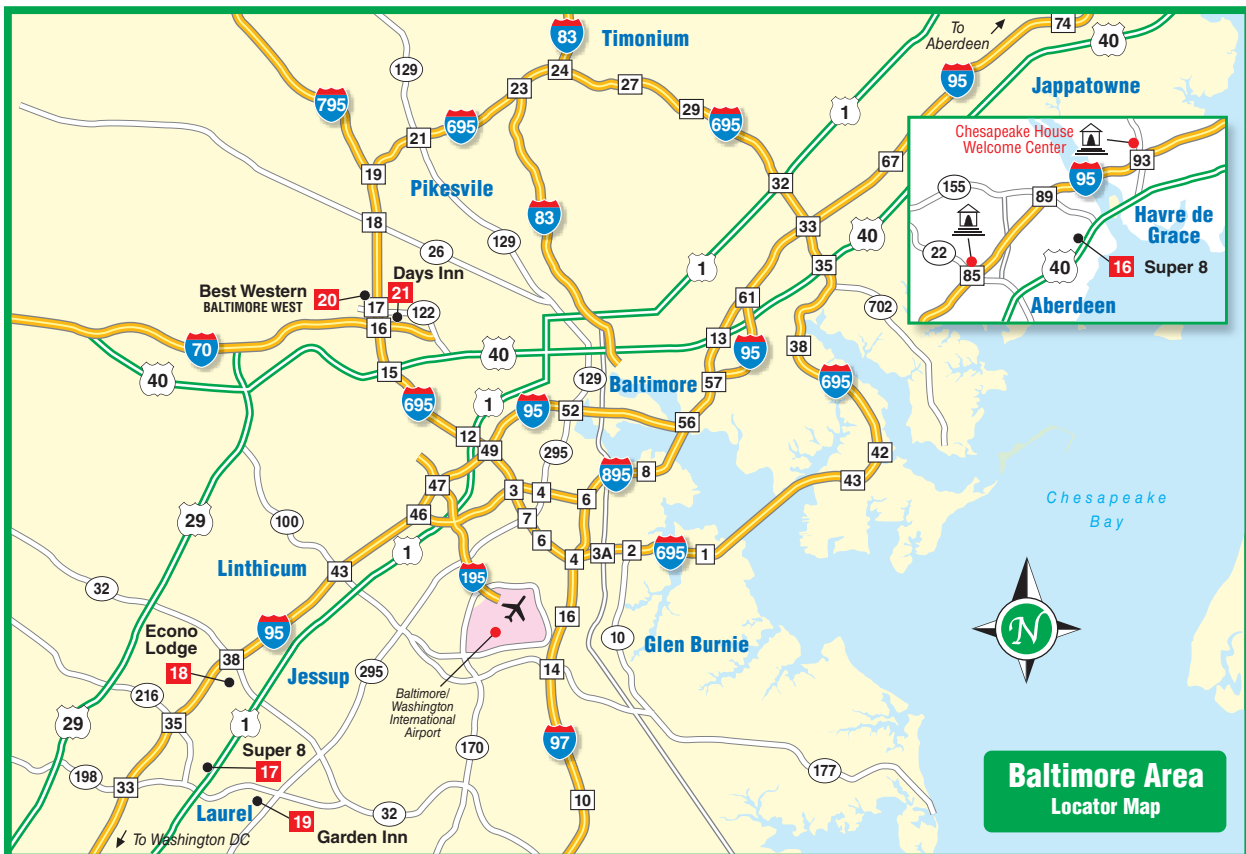 To
Aberdeen
74
40
83
Timonium
129
24
23
27
95
Jappatowne
795
29
695
1
21
695
Chesapeake House
Welcome Center
93
67
95
19
Pikesvile
32
155
89
18
83
33
Havre de
Grace
129
26
40
22
1
35
85
40
16
Super 8
Days Inn
Best Western
BALTIMORE WEST
20
21
61
Aberdeen
17
122
702
16
13
38
70
40
95
40
15
129
Baltimore
57
695
695
1
95
52
56
12
49
295
42
895
8
43
47
3
4
6
Chesapeake
Bay
46
7
29
100
1
6
4
3A
2
695
1
Linthicum
43
195
32
16
N
95
10
Glen Burnie
Econo
Lodge
38
18
Jessup
295
14
216
Baltimore/
Washington
International
Airport
29
35
1
97
170
Super 8
17
177
Baltimore Area
Locator Map
198
33
10
Laurel
19
Garden Inn
32
To Washington DC